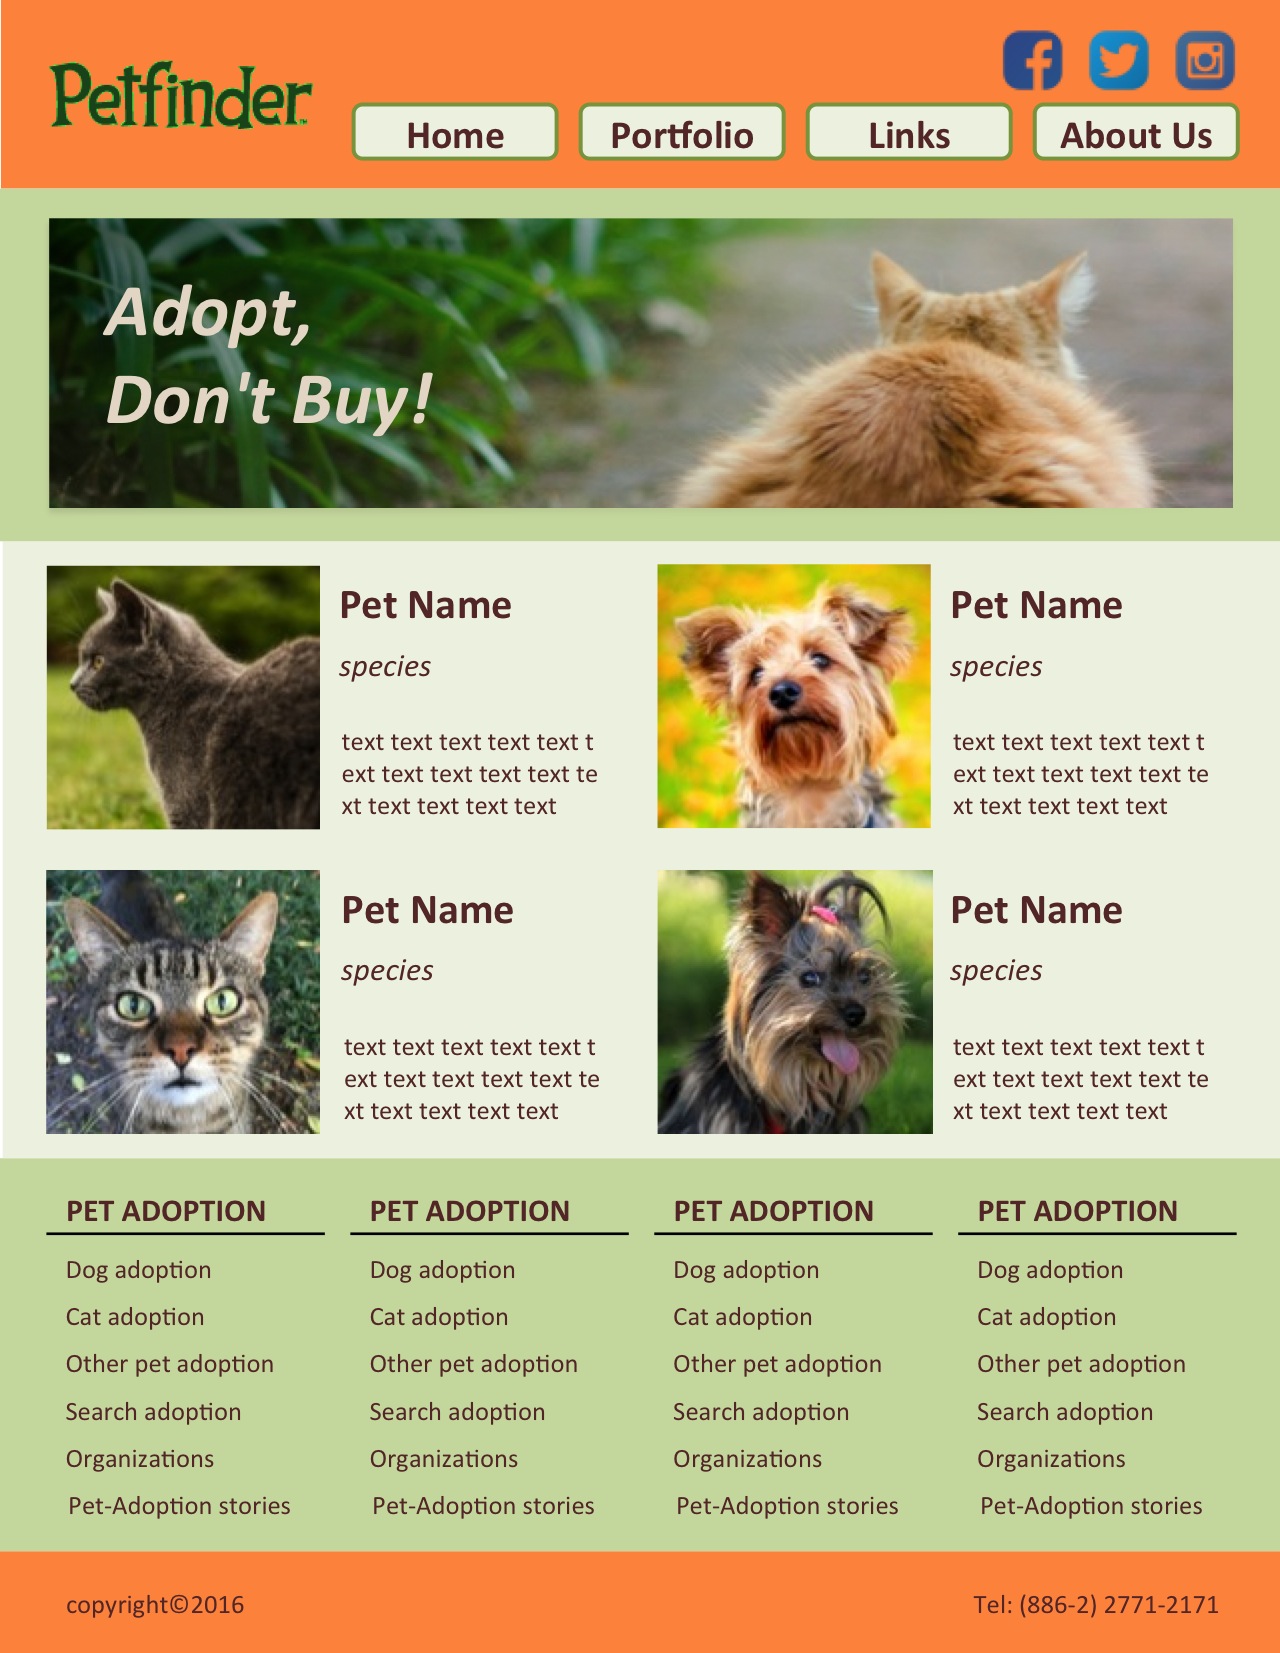 Petfinder
Home
Portfolio
Links
About Us
Adopt,
Don't Buy!
Pet Name
species
text text text text text t
ext text text text text te
xt text text text text
Pet Name
species
text text text text text t
ext text text text text te
xt text text text text
Pet Name
species
text text text text text t
ext text text text text te
xt text text text text
Pet Name
species
text text text text text t
ext text text text text te
xt text text text text
PET ADOPTION
Dog adoption
Cat adoption
Other pet adoption
Search adoption
Organizations
Pet-Adoption stories
PET ADOPTION
Dog adoption
Cat adoption
Other pet adoption
Search adoption
Organizations
Pet-Adoption stories
PET ADOPTION
Dog adoption
Cat adoption
Other pet adoption
Search adoption
Organizations
Pet-Adoption stories
PET ADOPTION
Dog adoption
Cat adoption
Other pet adoption
Search adoption
Organizations
Pet-Adoption stories
copyright©2016
Tel: (886-2) 2771-2171